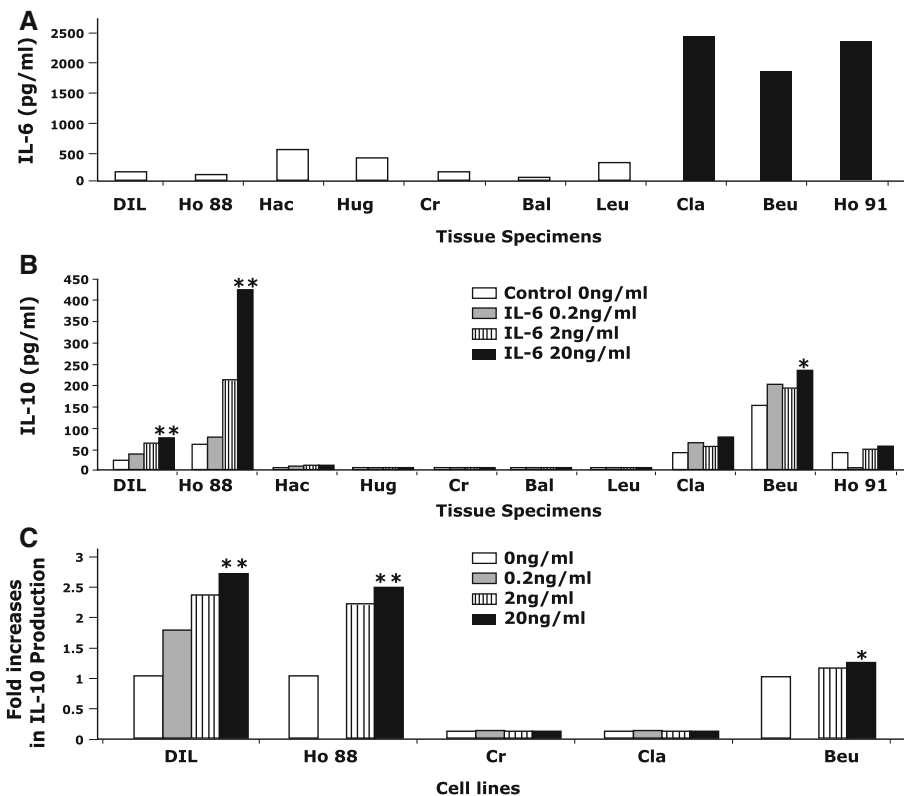 A
IL-6 (pg/ml)
2500
2000
1500
1000
500
0
DIL Ho 88 Hac Hug Cr Bal Leu Cla Beu Ho 91
Tissue Specimens
B
IL-10 (pg/ml)
450
400
350
300
250
200
150
100
50
0
Control 0ng/ml
IL-6 0.2ng/ml
IL-6 2ng/ml
IL-6 20ng/ml
**
**
*
DIL Ho 88 Hac Hug Cr Bal Leu Cla Beu Ho 91
Tissue Specimens
C
Fold increases
in IL-10 Production
3
2.5
2
1.5
1
0.5
0
0ng/ml
0.2ng/ml
2ng/ml
20ng/ml
**
**
*
DIL Ho 88 Cr Cla Beu
Cell lines